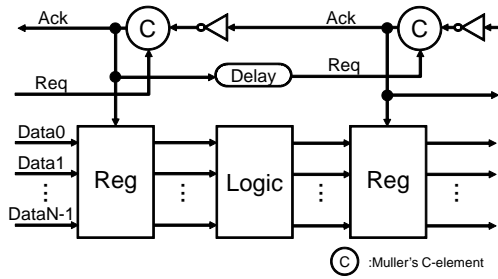 Ack
C
Ack
C
Req
Delay
Req
Data0
Data1
⋮
DataN-1
Reg
⋮
Logic
⋮
Reg
⋮
C :Muller's C-element